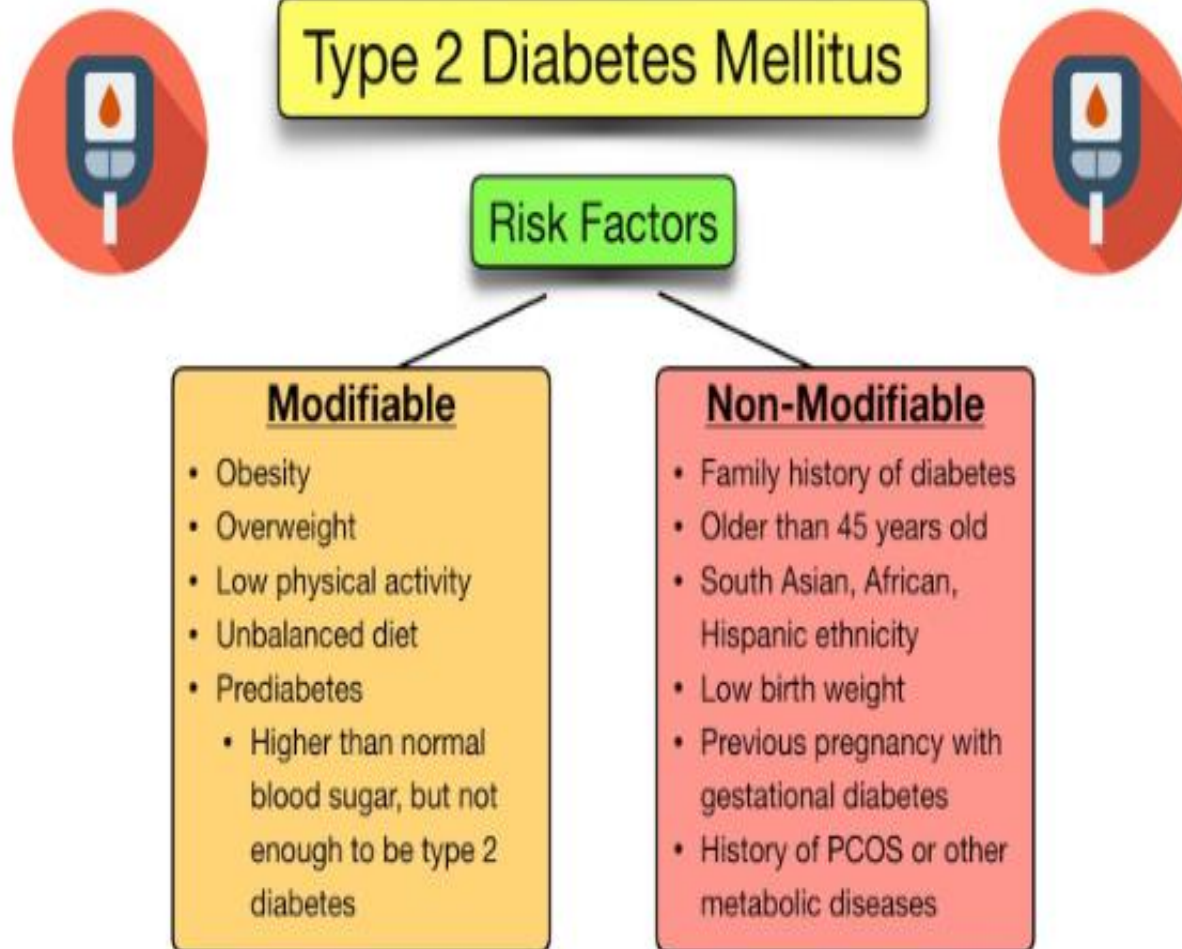 Type 2 Diabetes Mellitus
Risk Factors
Modifiable
• Obesity
• Overweight
• Low physical activity
• Unbalanced diet
• Prediabetes
• Higher than normal
blood sugar, but not
enough to be type 2
diabetes
Non-Modifiable
• Family history of diabetes
• Older than 45 years old
• South Asian, African,
Hispanic ethnicity
• Low birth weight
• Previous pregnancy with
gestational diabetes
• History of PCOS or other
metabolic diseases